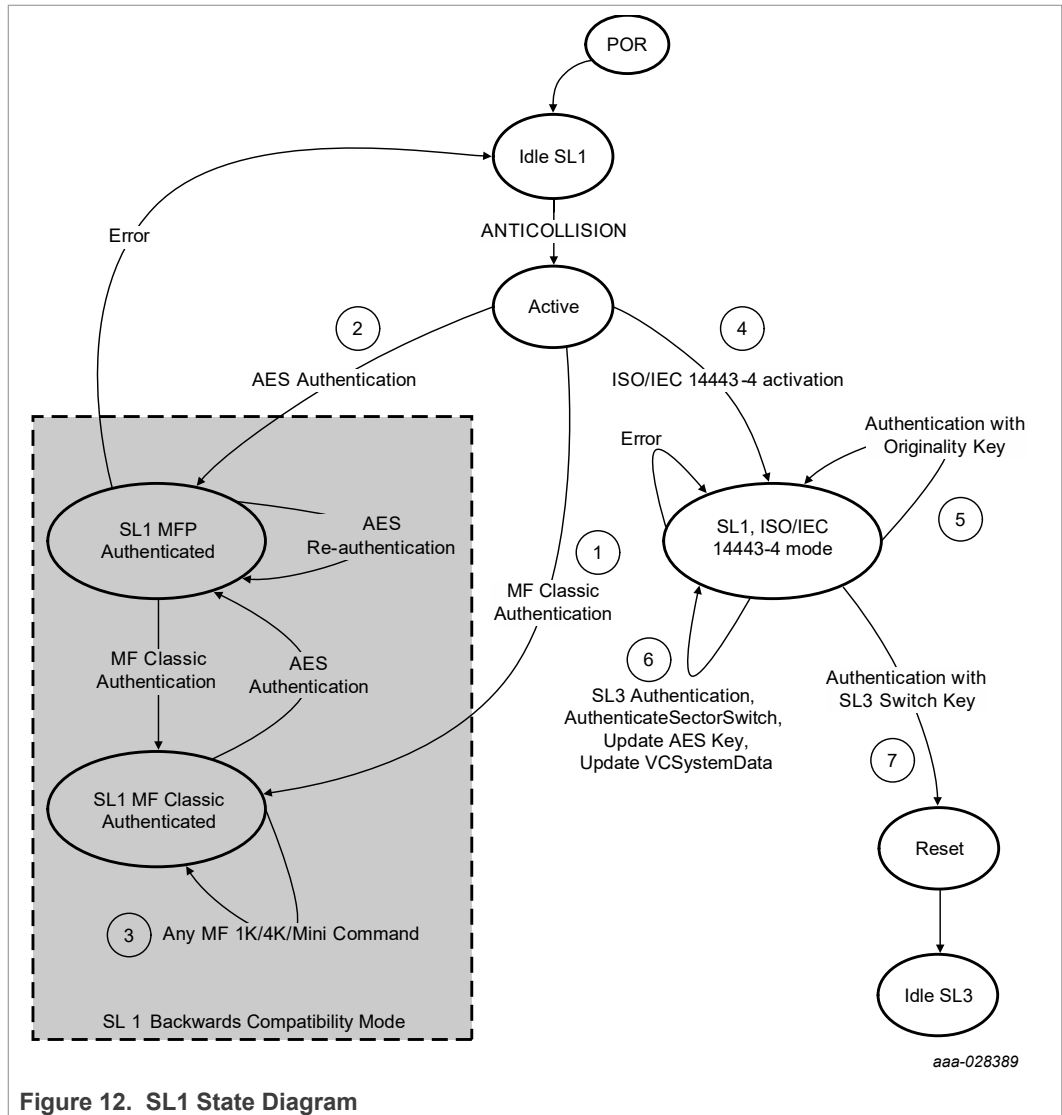 POR
Idle SL1
ANTICOLLISION
Error
Active
2
4
AES Authentication
ISO/IEC 14443-4 activation
Authentication with
Originality Key
Error
SL1 MFP
Authenticated
AES
Re-authentication
SL1, ISO/IEC
14443-4 mode
5
1
MF Classic
Authentication
MF Classic
Authentication
AES
Authentication
6
SL3 Authentication,
AuthenticateSectorSwitch,
Update AES Key,
Update VCSystemData
Authentication with
SL3 Switch Key
7
SL1 MF Classic
Authenticated
Reset
3
Any MF 1K/4K/Mini Command
Idle SL3
SL 1 Backwards Compatibility Mode
aaa-028389
Figure 12. SL1 State Diagram